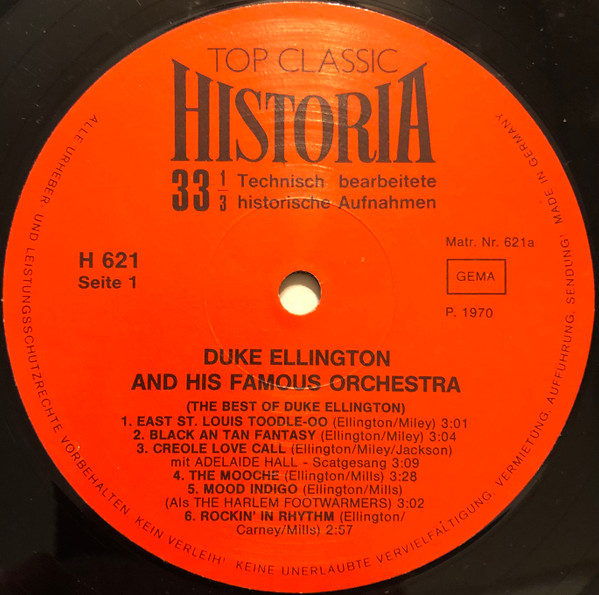 TOP CLASSIC
HISTORIA
33 1/3 Technisch bearbeitete
historische Aufnahmen
Matr. Nr. 621a
H 621
Seite 1
GEMA
P. 1970
DUKE ELLINGTON
AND HIS FAMOUS ORCHESTRA
(THE BEST OF DUKE ELLINGTON)
1. EAST ST. LOUIS TOODLE-OO (Ellington/Miley) 3:01
2. BLACK AN TAN FANTASY (Ellington/Miley) 3:04
3. CREOLE LOVE CALL (Ellington/Miley/Jackson)
mit ADELAIDE HALL - Scatgesang 3:09
4. THE MOOCHE (Ellington/Mills) 3:28
5. MOOD INDIGO (Ellington/Mills)
(Als THE HARLEM FOOTWARMERS) 3:02
6. ROCKIN' IN RHYTHM (Ellington/
Carney/Mills) 2:57
ALLE URHEBER- UND LEISTUNGSSCHUTZRECHTE VORBEHALTEN KEIN VERLEIH! KEINE UNERLAUBTE VERVIELFÄLTIGUNG, VERMIETUNG, AUFFÜHRUNG, SENDUNG! MADE IN GERMANY